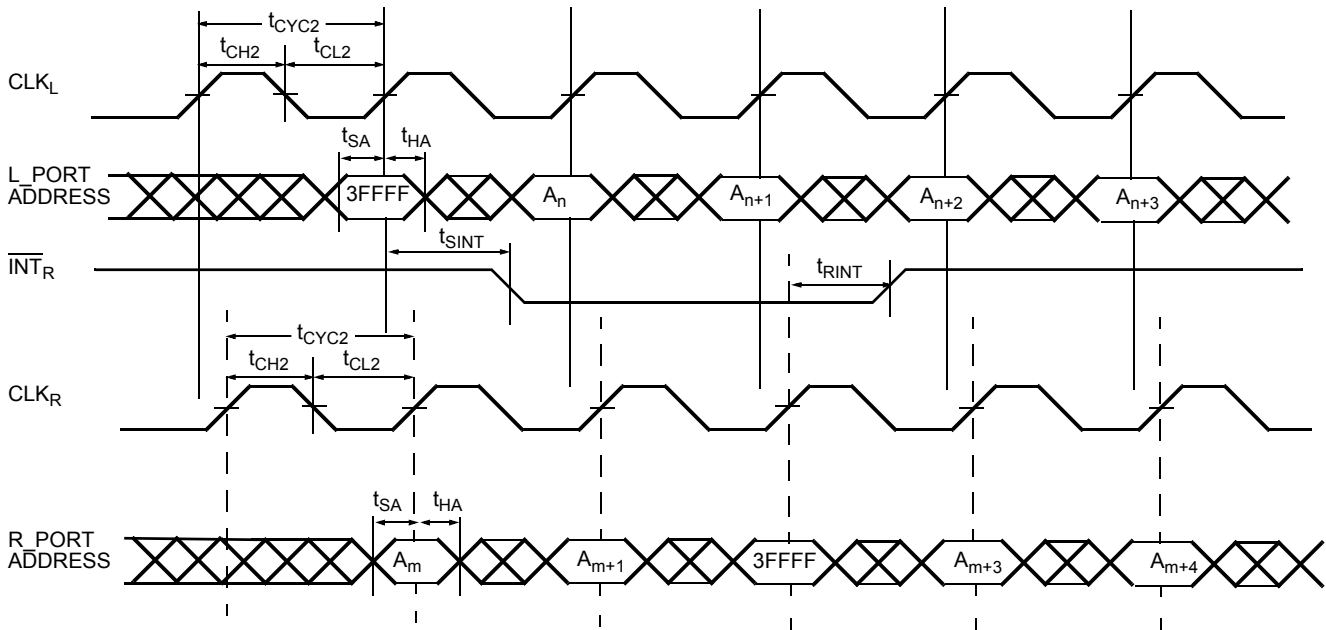 tCYC2
tCH2 tCL2
CLKL
tSA tHA
L_PORT
ADDRESS
3FFFF An An+1 An+2 An+3
tSINT
INTR
tRINT
tCYC2
tCH2 tCL2
CLKR
tSA tHA
R_PORT
ADDRESS
Am Am+1 3FFFF Am+3 Am+4